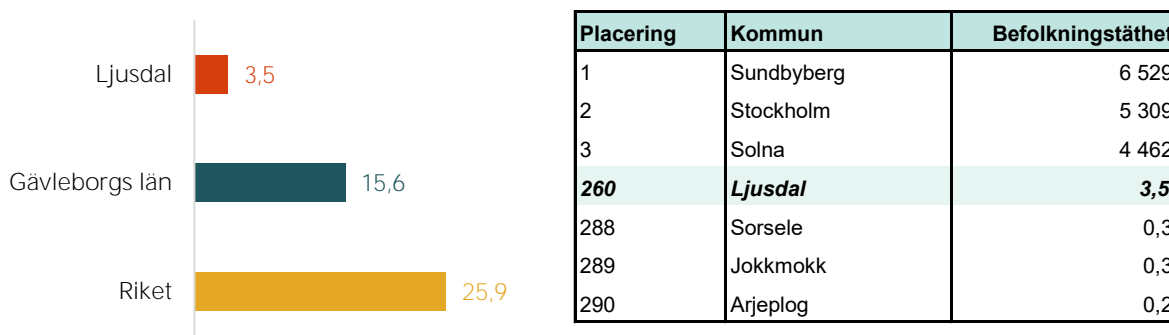 Ljusdal 3,5
Gävleborgs län 15,6
Riket 25,9
Placering Kommun Befolkningstäthet
1 Sundbyberg 6 529
2 Stockholm 5 309
3 Solna 4 462
260 Ljusdal 3,5
288 Sorsele 0,3
289 Jokkmokk 0,3
290 Arjeplog 0,2